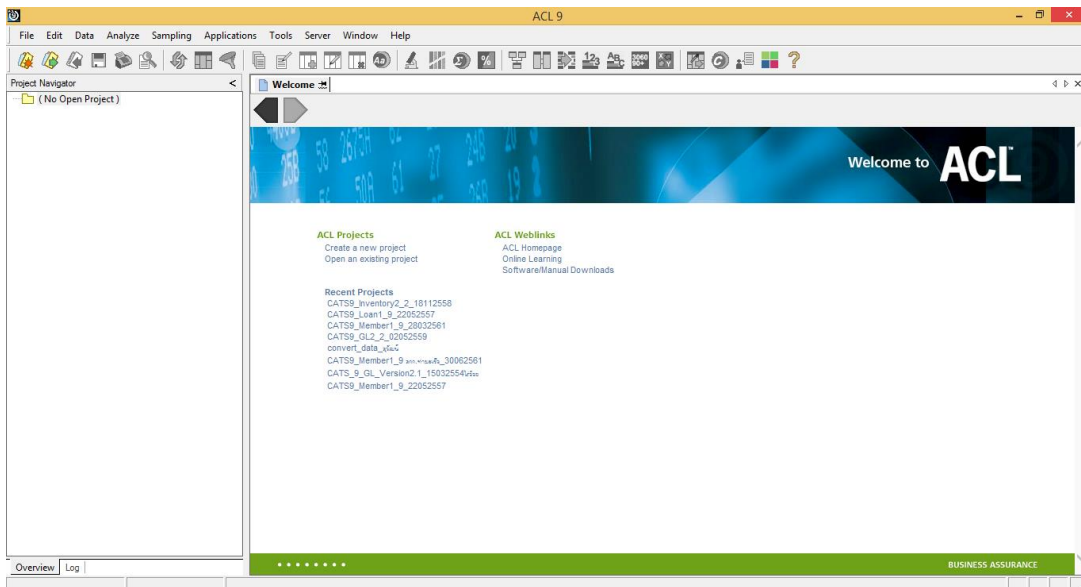 ACL 9
File Edit Data Analyze Sampling Applications Tools Server Window Help
Project Navigator <
Welcome
( No Open Project )
Welcome to ACL
ACL Projects
Create a new project
Open an existing project
ACL Weblinks
ACL Homepage
Online Learning
Software/Manual Downloads
Recent Projects
CATS9_Inventory2_2_18112558
CATS9_Loan1_9_22052557
CATS9_Member1_9_28032561
CATS9_GL2_2_02052559
convert_data_
CATS9_Member1_9 _30062561
CATS_9_GL_Version2.1_15032554
CATS9_Member1_9_22052557
Overview Log
BUSINESS ASSURANCE